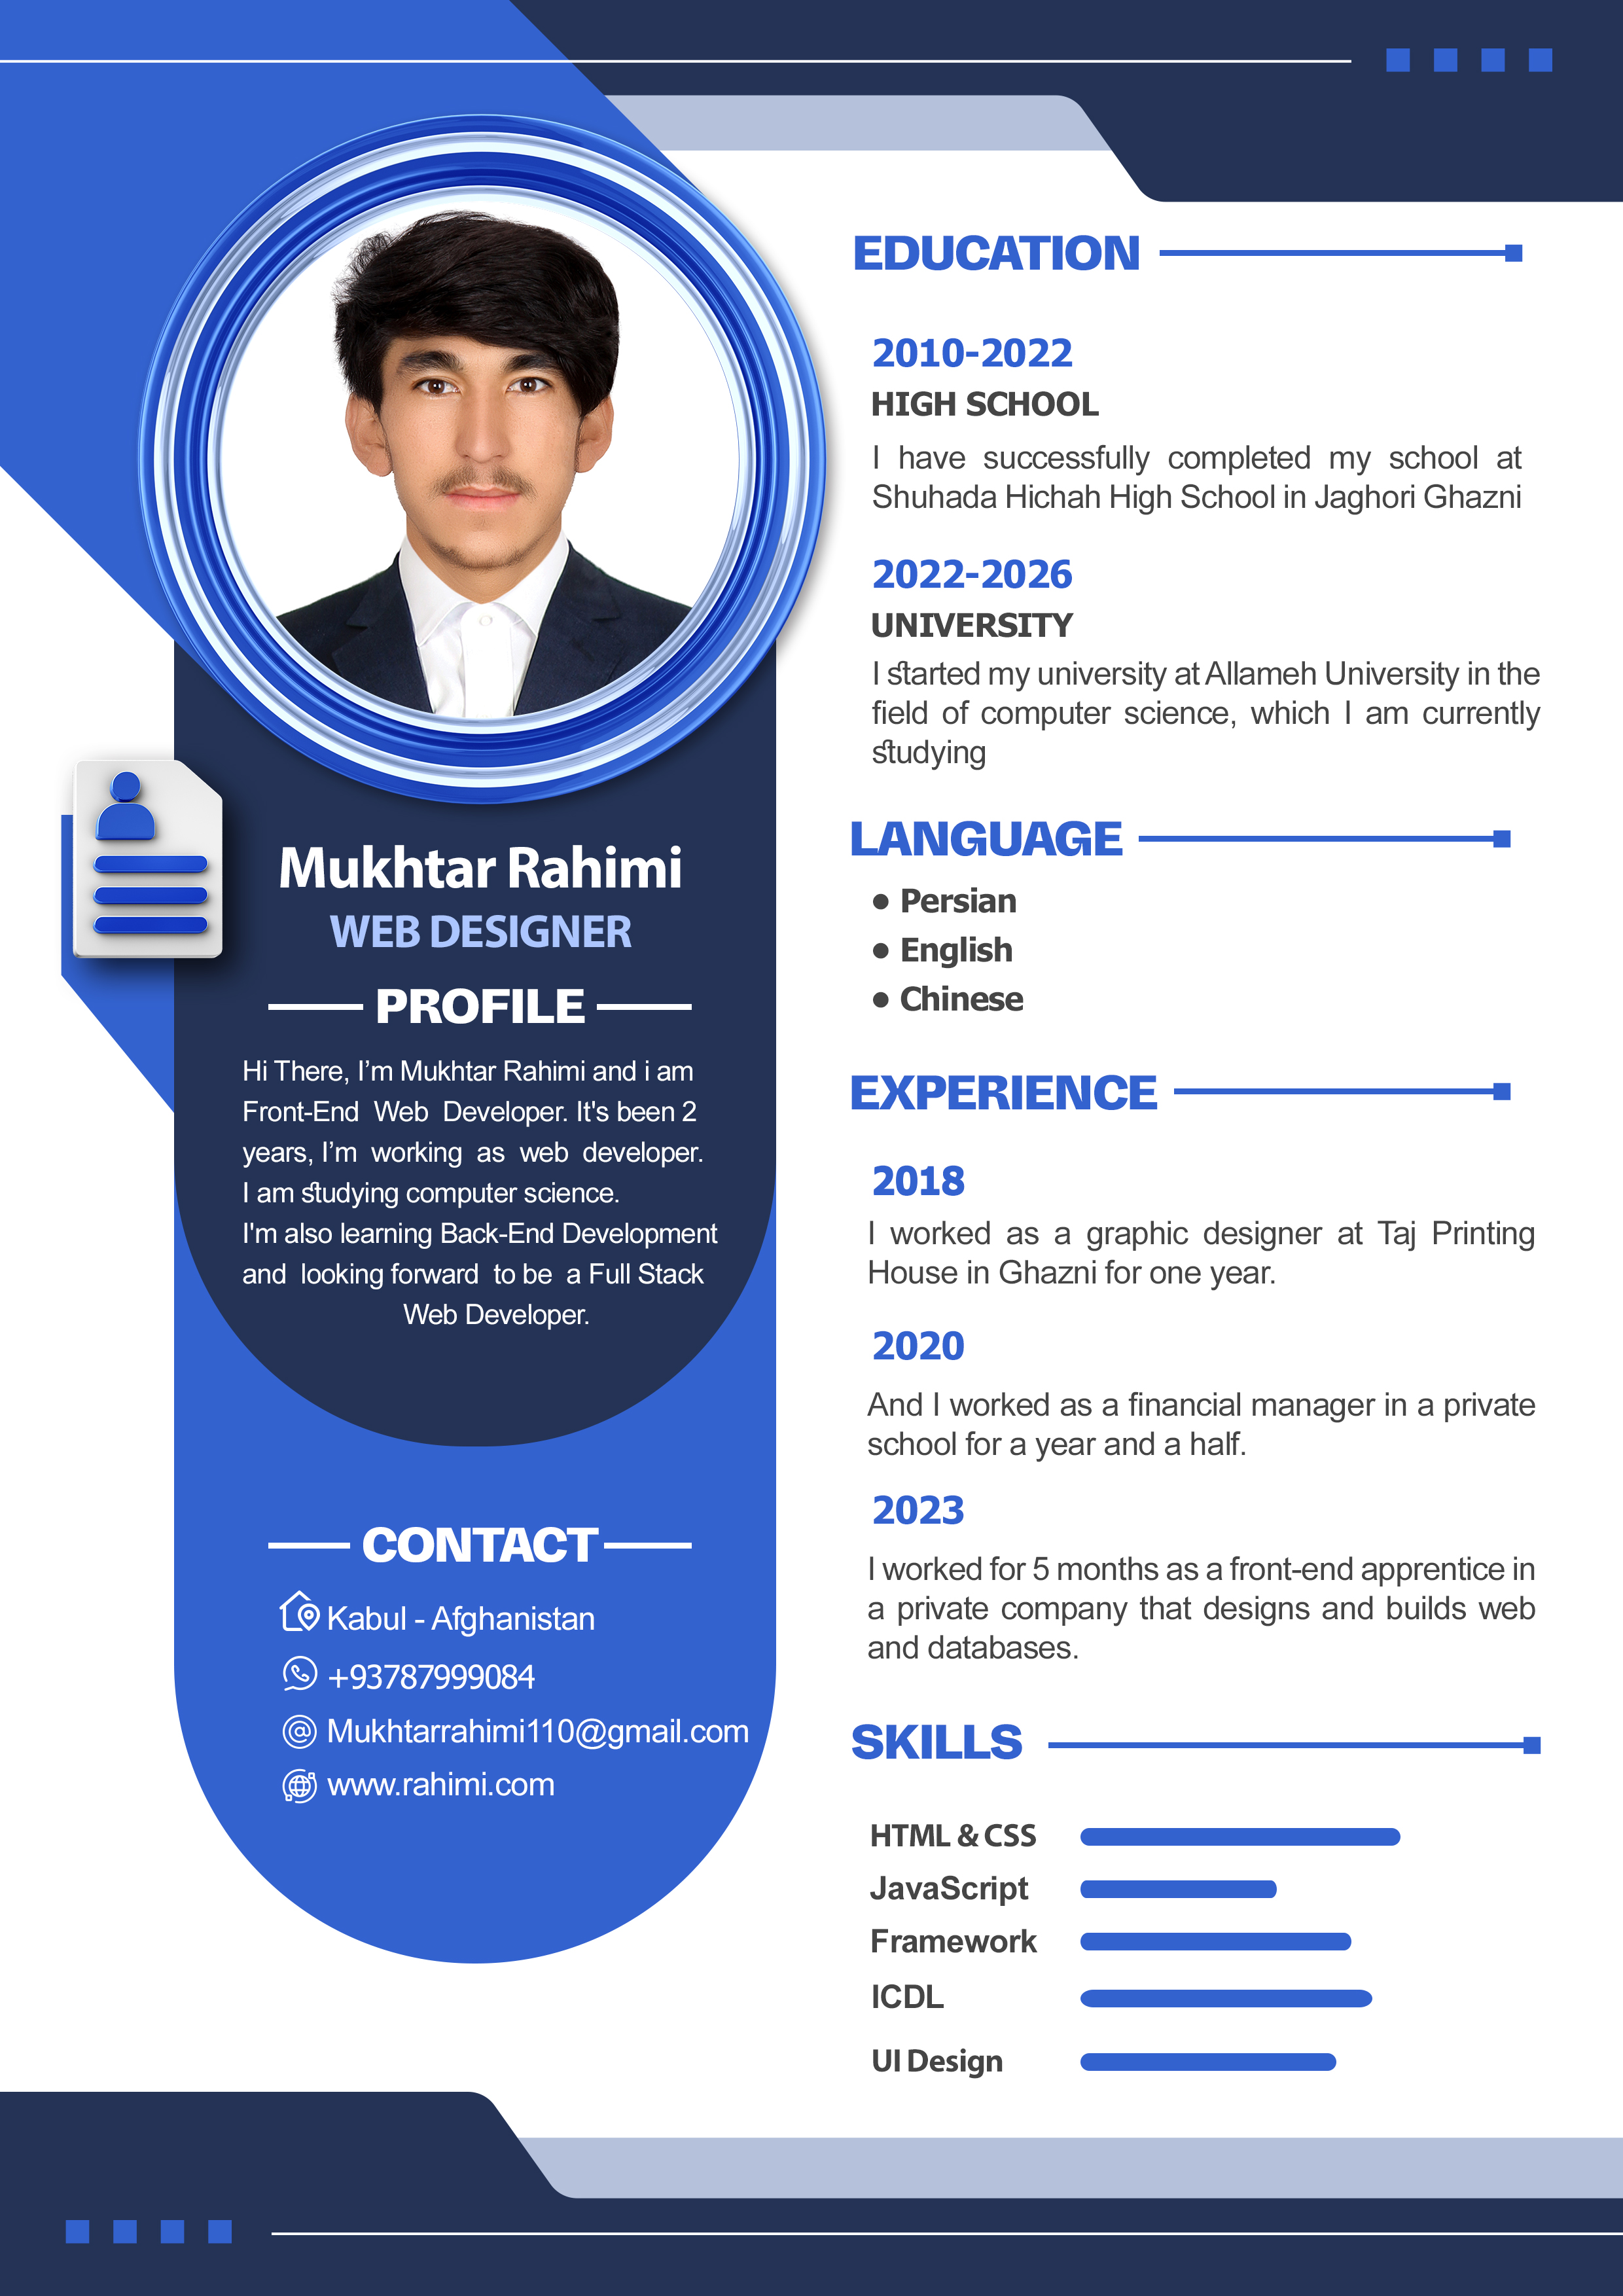 Mukhtar Rahimi
WEB DESIGNER
PROFILE
Hi There, I’m Mukhtar Rahimi and i am
Front-End Web Developer. It's been 2
years, I’m working as web developer.
I am studying computer science.
I'm also learning Back-End Development
and looking forward to be a Full Stack
Web Developer.
CONTACT
Kabul - Afghanistan
+93787999084
Mukhtarrahimi110@gmail.com
www.rahimi.com
EDUCATION
2010-2022
HIGH SCHOOL
I have successfully completed my school at
Shuhada Hichah High School in Jaghori Ghazni
2022-2026
UNIVERSITY
I started my university at Allameh University in the
field of computer science, which I am currently
studying
LANGUAGE
● Persian
● English
● Chinese
EXPERIENCE
2018
I worked as a graphic designer at Taj Printing
House in Ghazni for one year.
2020
And I worked as a financial manager in a private
school for a year and a half.
2023
I worked for 5 months as a front-end apprentice in
a private company that designs and builds web
and databases.
SKILLS
HTML & CSS
JavaScript
Framework
ICDL
UI Design